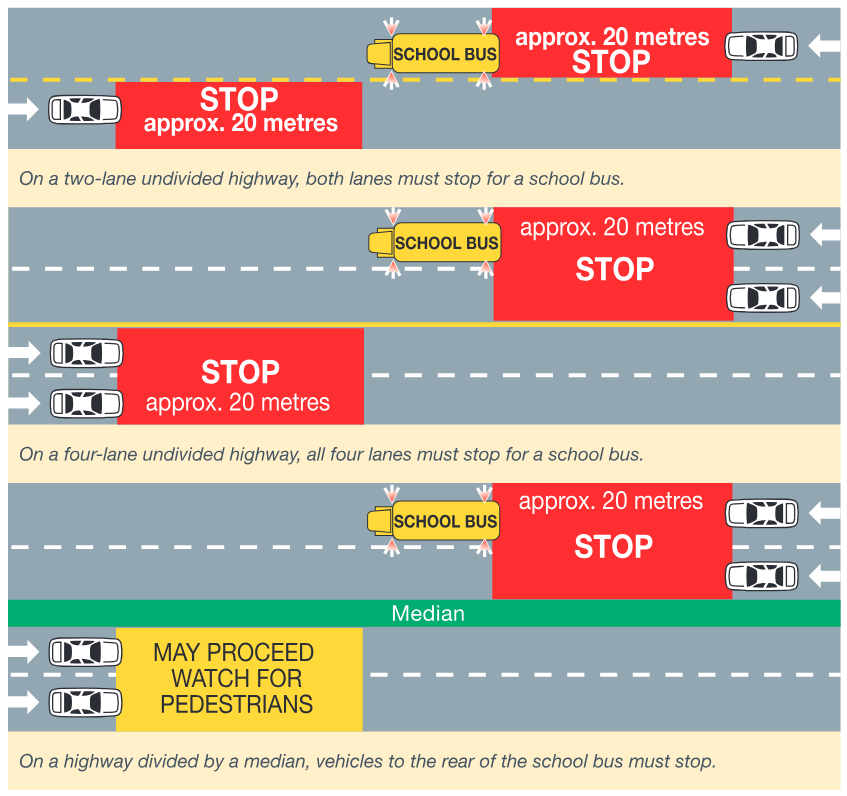 SCHOOL BUS
approx. 20 metres
STOP
STOP
approx. 20 metres
On a two-lane undivided highway, both lanes must stop for a school bus.
approx. 20 metres
SCHOOL BUS
STOP
STOP
approx. 20 metres
On a four-lane undivided highway, all four lanes must stop for a school bus.
approx. 20 metres
SCHOOL BUS
STOP
Median
MAY PROCEED
WATCH FOR
PEDESTRIANS
On a highway divided by a median, vehicles to the rear of the school bus must stop.